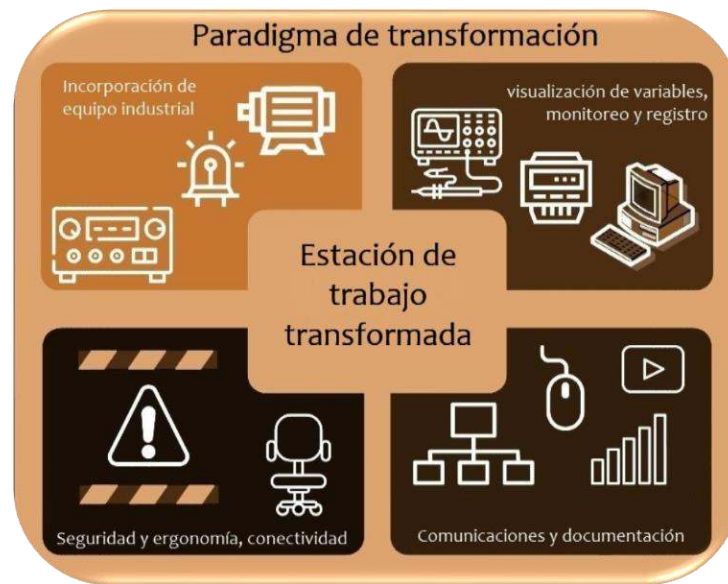 Paradigma de transformación
Incorporación de
equipo industrial
visualización de variables,
monitoreo y registro
Estación de
trabajo
transformada
Seguridad y ergonomía, conectividad
Comunicaciones y documentación